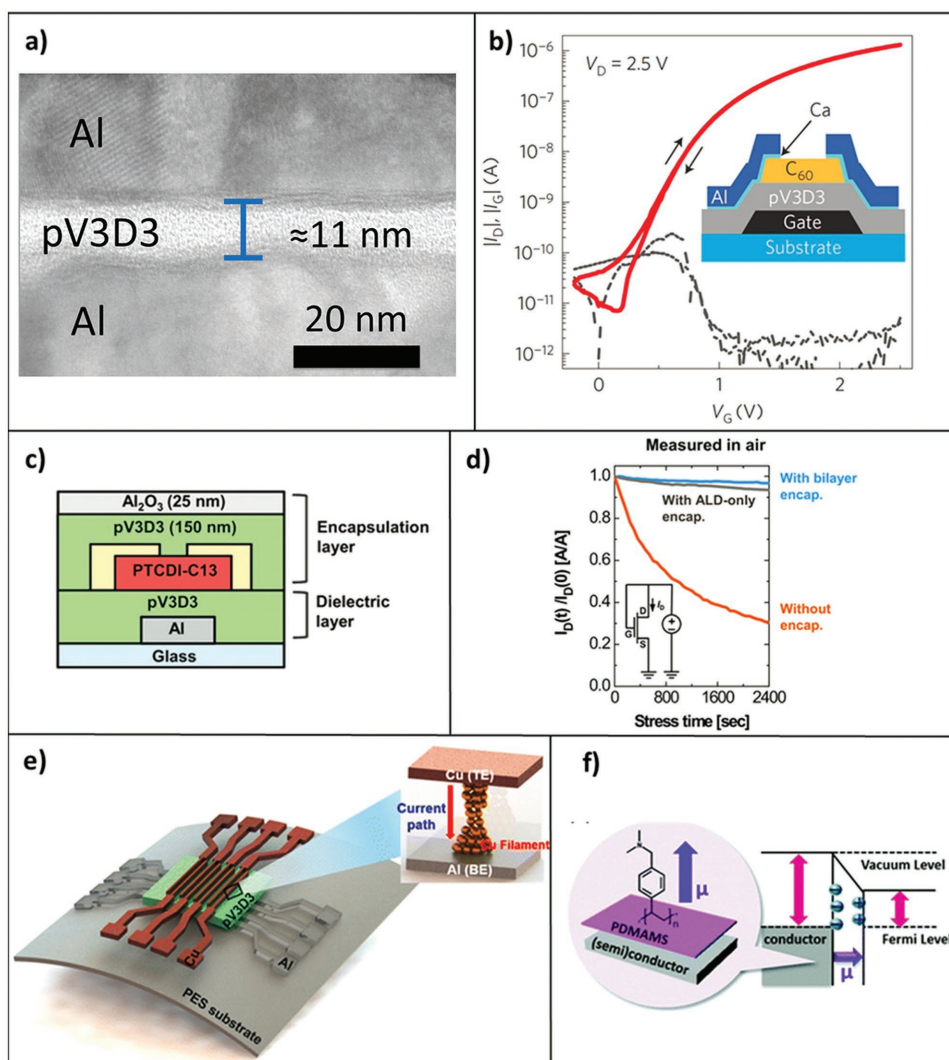 a)
Al
pV3D3
≈11 nm
Al
20 nm
b)
10⁻⁶
10⁻⁷
10⁻⁸
10⁻⁹
10⁻¹⁰
10⁻¹¹
10⁻¹²
|I_D|, |I_G| (A)
V_D = 2.5 V
Ca
C₆₀
Al
pV3D3
Gate
Substrate
0
1
2
V_G (V)
c)
Al₂O₃ (25 nm)
pV3D3 (150 nm)
PTCDI-C13
pV3D3
Al
Glass
Encapsulation
layer
Dielectric
layer
d)
Measured in air
1.0
0.8
0.6
0.4
0.2
0.0
I_D(t) /I_D(0) [A/A]
With bilayer
encap.
With ALD-only
encap.
Without
encap.
D
I_D
G
S
+
−
0
800
1600
2400
Stress time [sec]
e)
Cu (TE)
Current
path
Cu Filament
Al (BE)
pV3D3
Cu
Al
PES substrate
f)
N
n
μ
PDMAMS
(semi)conductor
Vacuum Level
Fermi Level
conductor
μ